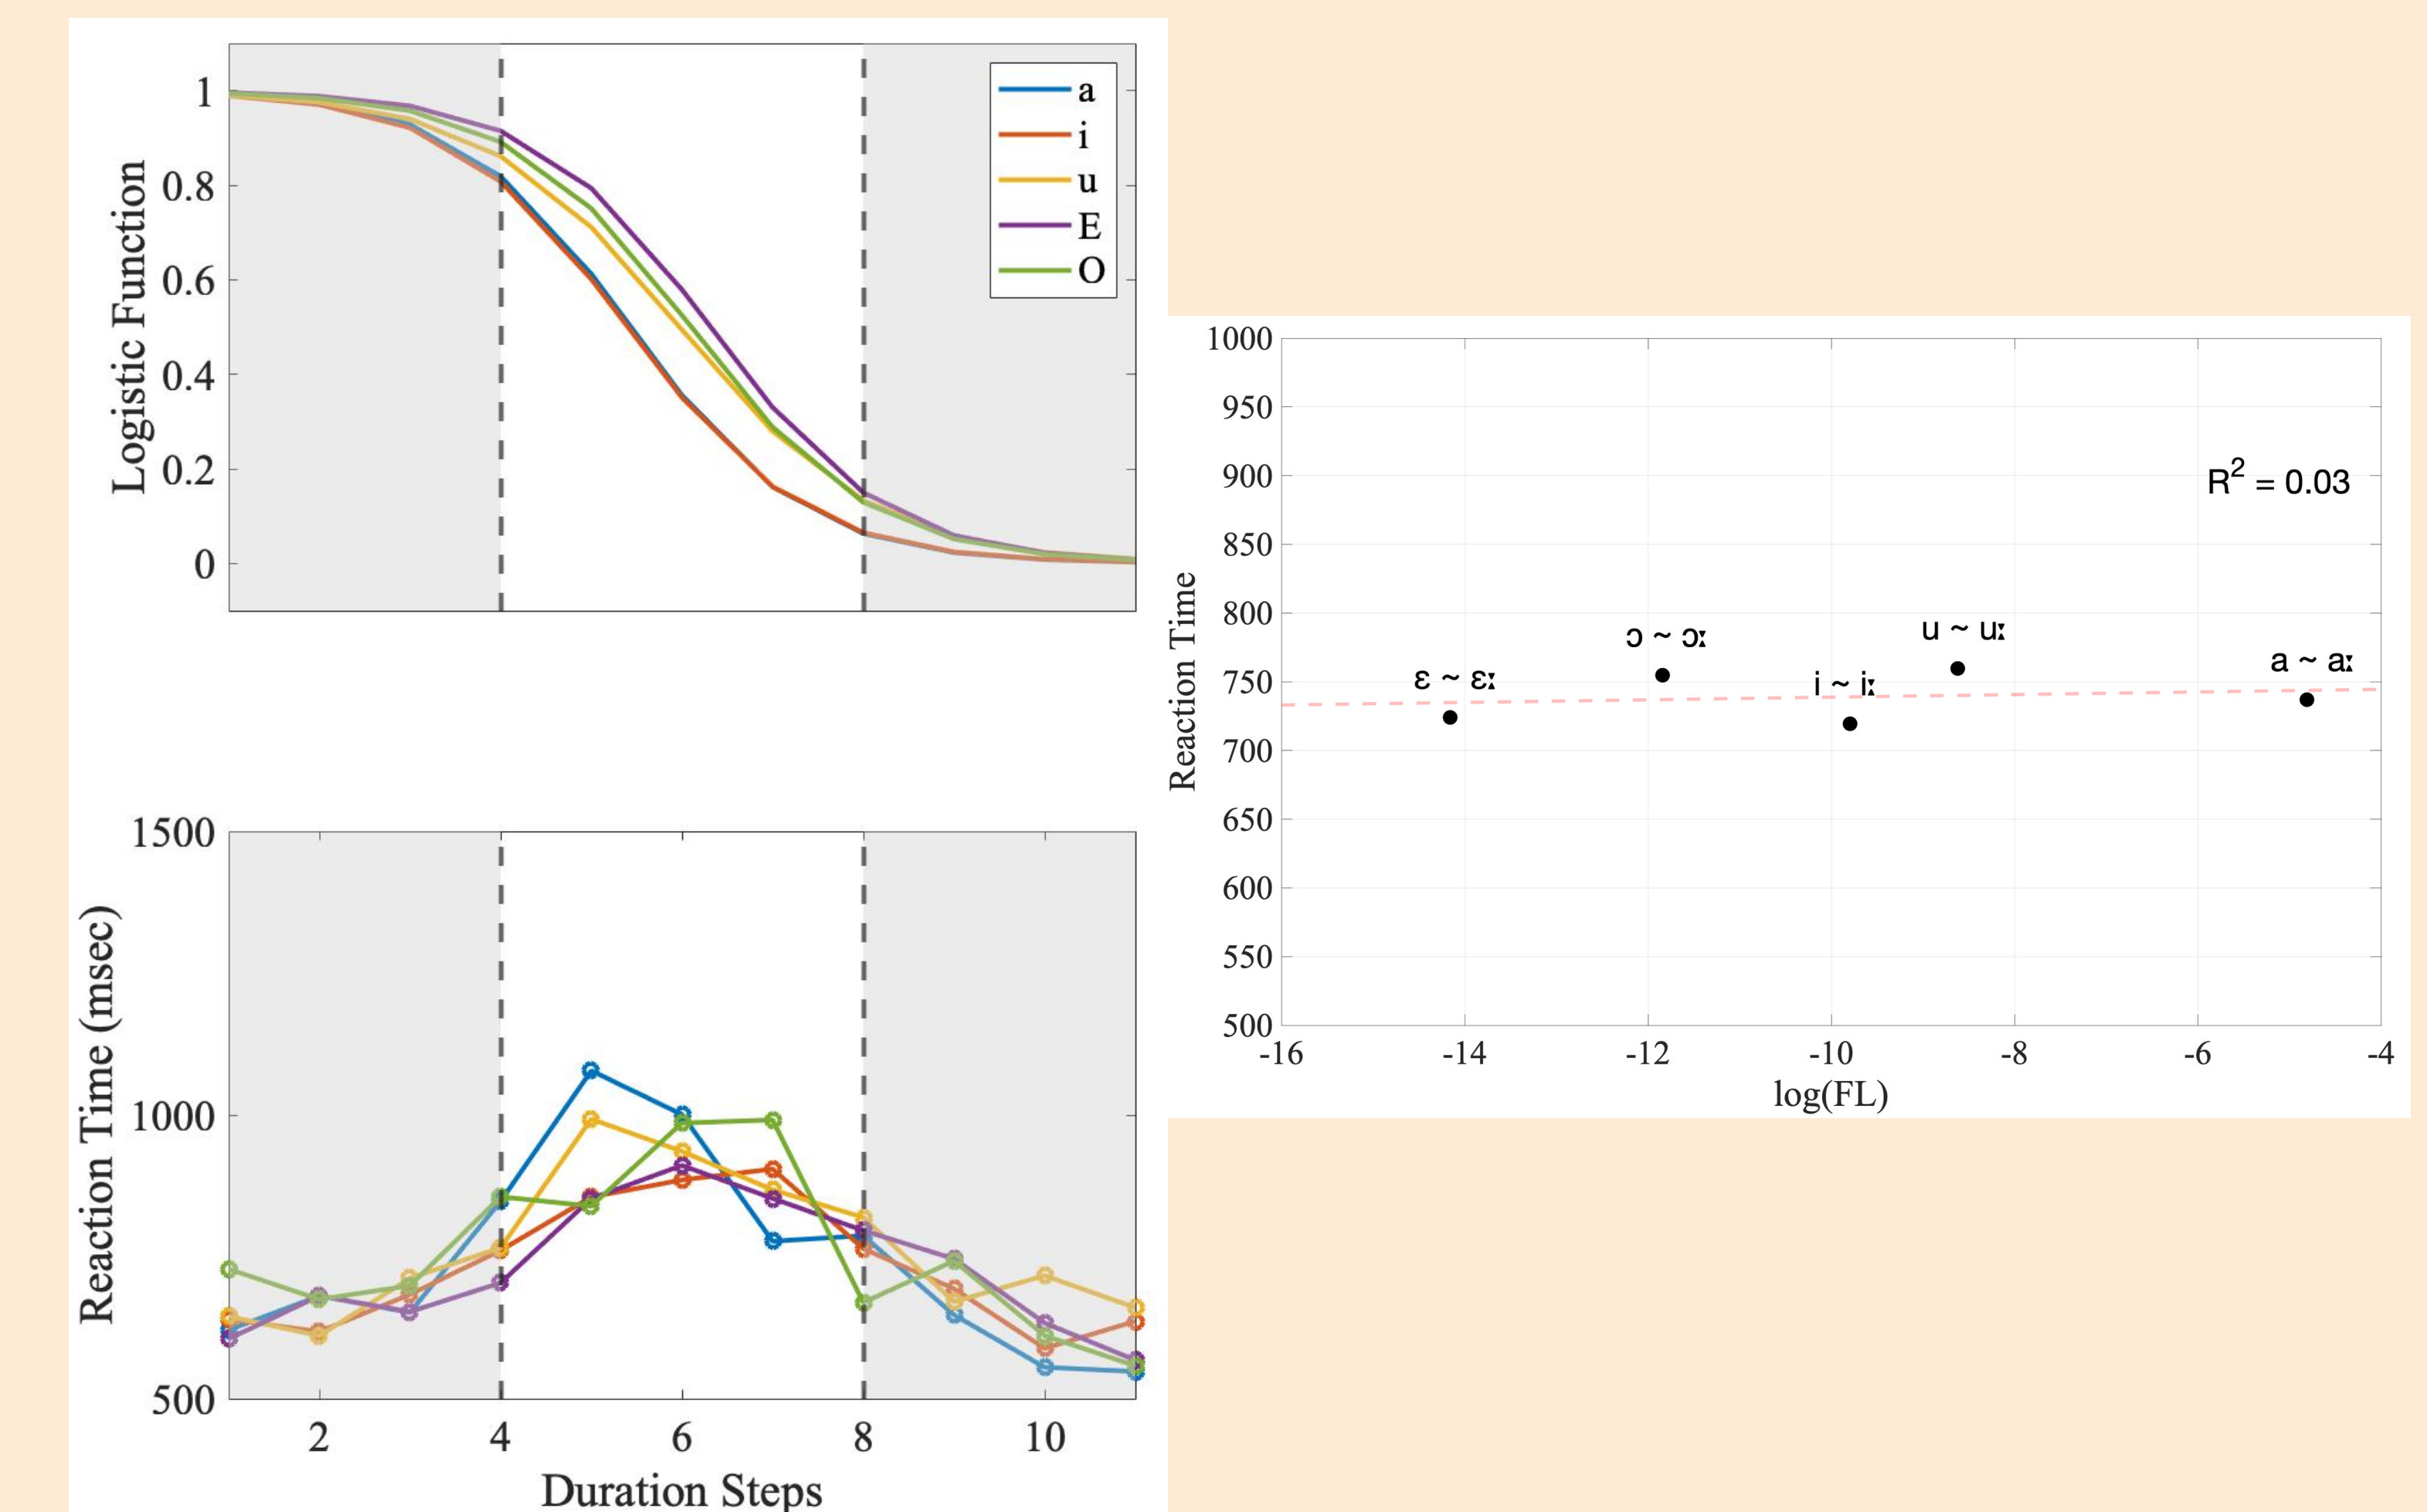 1
0.8
0.6
0.4
0.2
0
Logistic Function
a
i
u
E
O
1500
1000
500
Reaction Time (msec)
2 4 6 8 10
Duration Steps
1000
950
900
850
800
750
700
650
600
550
500
Reaction Time
R² = 0.03
ɛ ~ ɛː
ɔ ~ ɔː
i ~ iː
u ~ uː
a ~ aː
-16 -14 -12 -10 -8 -6 -4
log(FL)